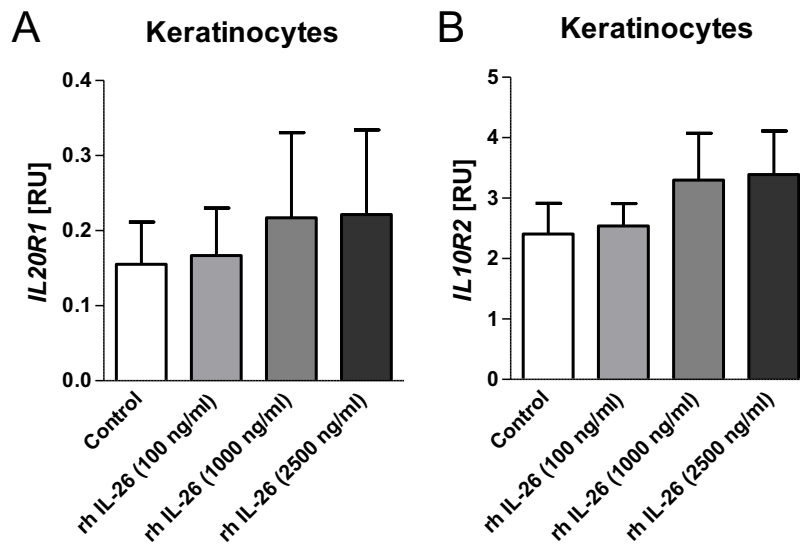 A
Keratinocytes
IL20R1 [RU]
0.4
0.3
0.2
0.1
0.0
Control
rh IL-26 (100 ng/ml)
rh IL-26 (1000 ng/ml)
rh IL-26 (2500 ng/ml)
B
Keratinocytes
IL10R2 [RU]
5
4
3
2
1
0
Control
rh IL-26 (100 ng/ml)
rh IL-26 (1000 ng/ml)
rh IL-26 (2500 ng/ml)